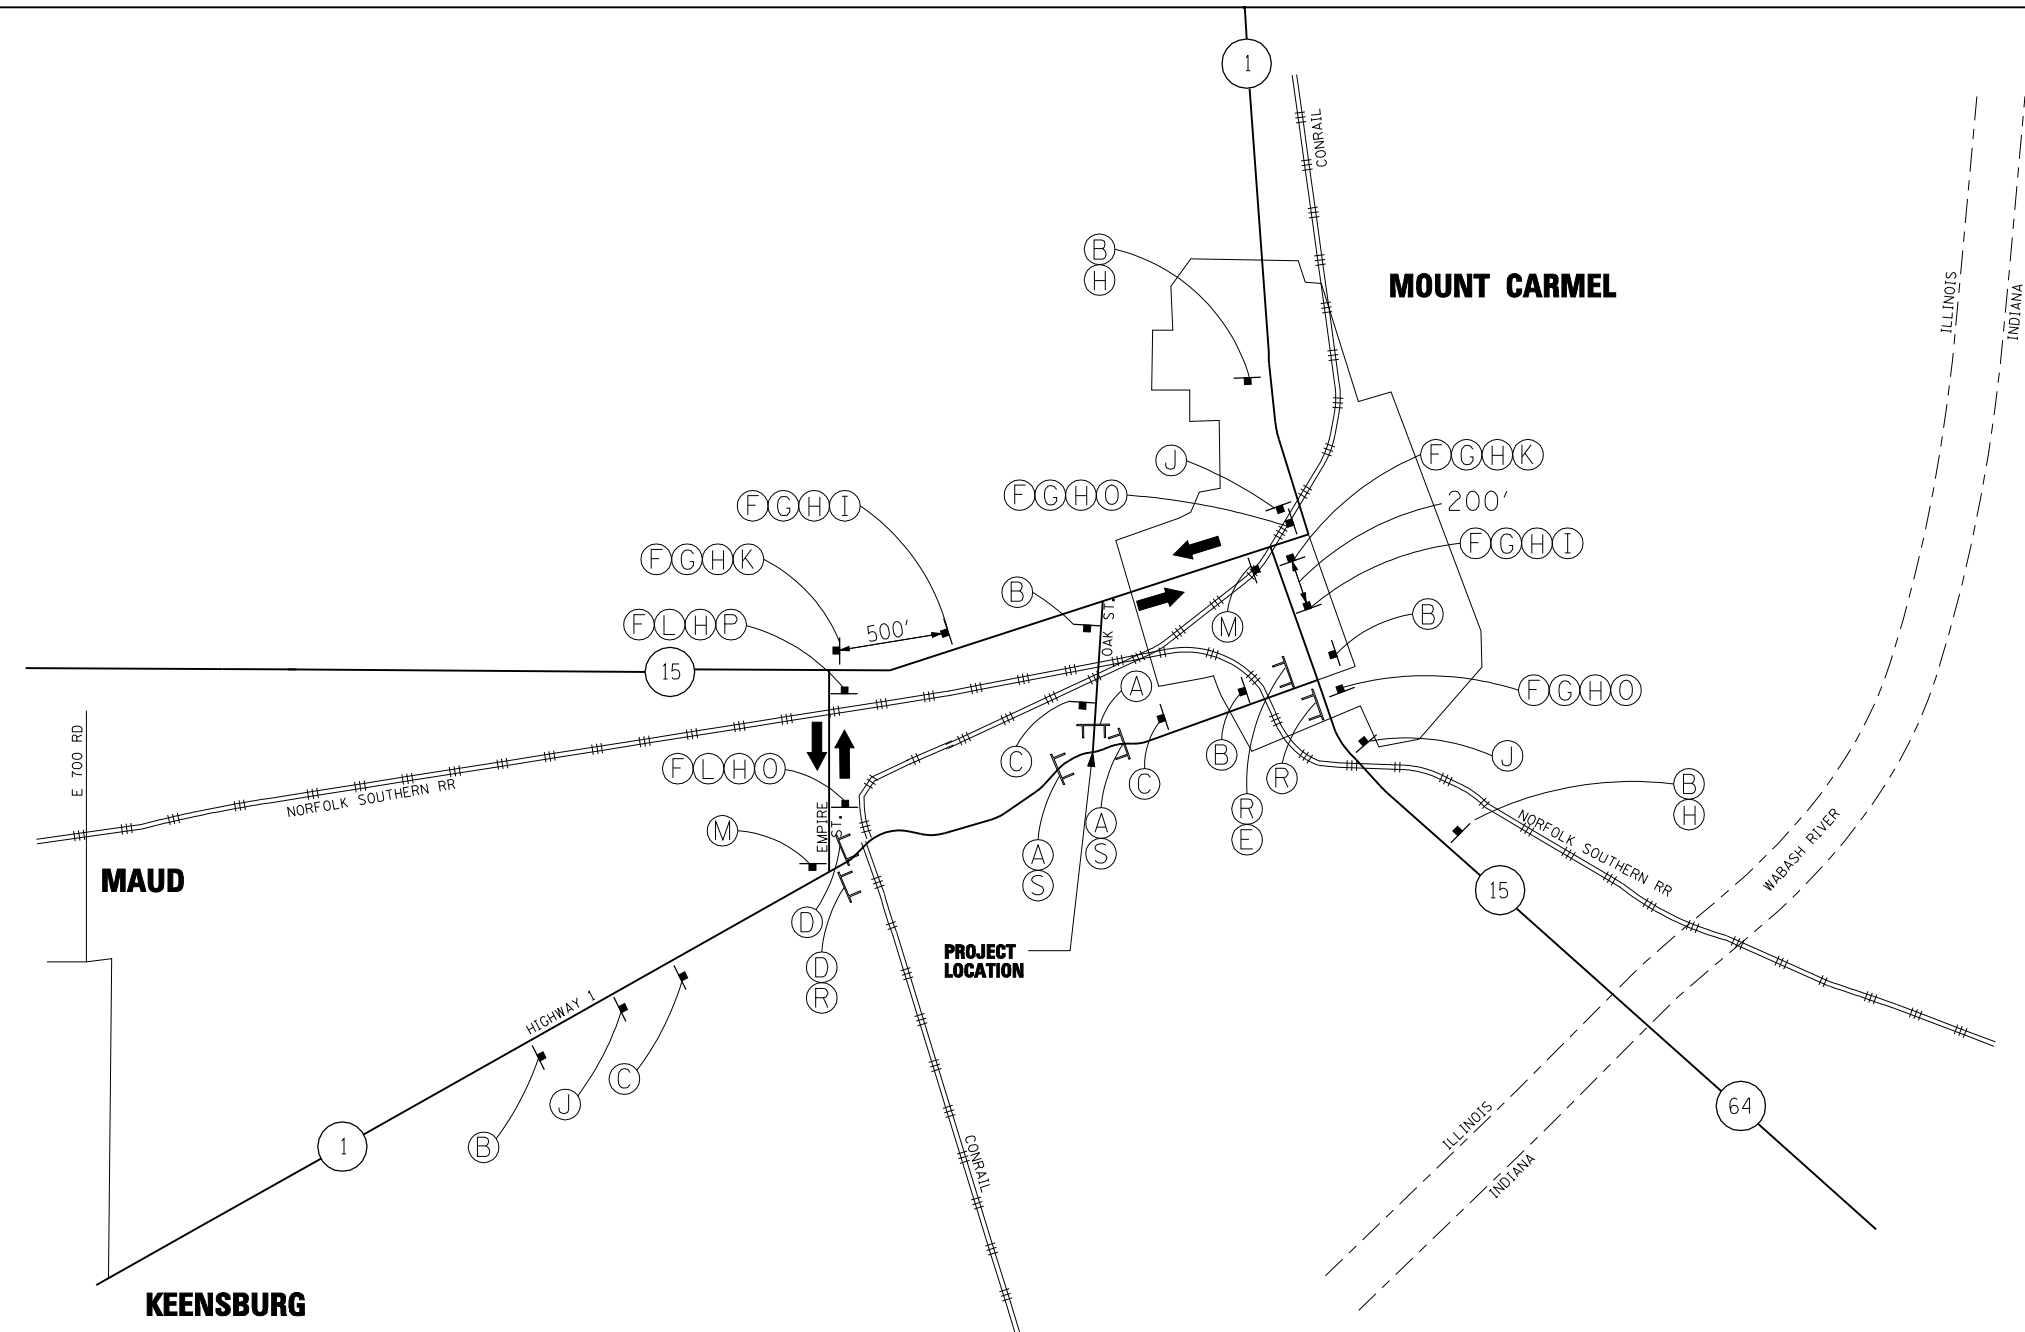 1
CONRAIL
B
H
MOUNT CARMEL
ILLINOIS
INDIANA
J
FGHK
FGHO
200'
FGHI
FGHI
FGHK
B
B
M
FLHP
500'
OAK ST.
15
A
FGHO
C
E 700 RD
B
J
R
C
FLHO
B
H
NORFOLK SOUTHERN RR
EMPIRE ST.
M
R
E
A
S
A
S
NORFOLK SOUTHERN RR
WABASH RIVER
MAUD
15
D
PROJECT
LOCATION
D
R
HIGHWAY 1
C
J
B
1
CONRAIL
ILLINOIS
INDIANA
64
KEENSBURG